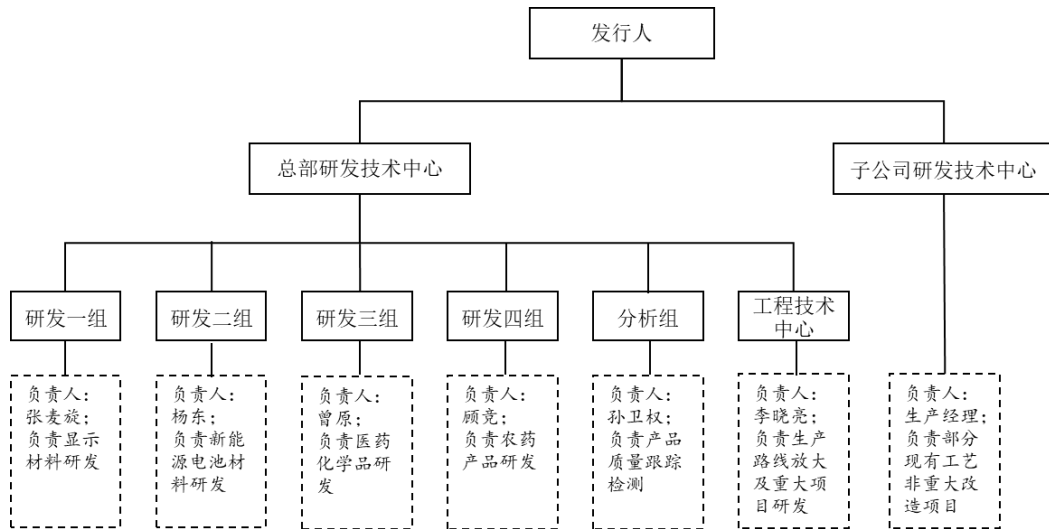 发行人
总部研发技术中心
子公司研发技术中心
研发一组
研发二组
研发三组
研发四组
分析组
工程技术
中心
负责人：
张麦旋；
负责显示
材料研发
负责人：
杨东；
负责新能
源电池材
料研发
负责人：
曾原；
负责医药
化学品研
发
负责人：
顾竞；
负责农药
产品研发
负责人：
孙卫权；
负责产品
质量跟踪
检测
负责人：
李晓亮；
负责生产
路线放大
及重大项
目研发
负责人：
生产经理；
负责部分
现有工艺
非重大改
造项目